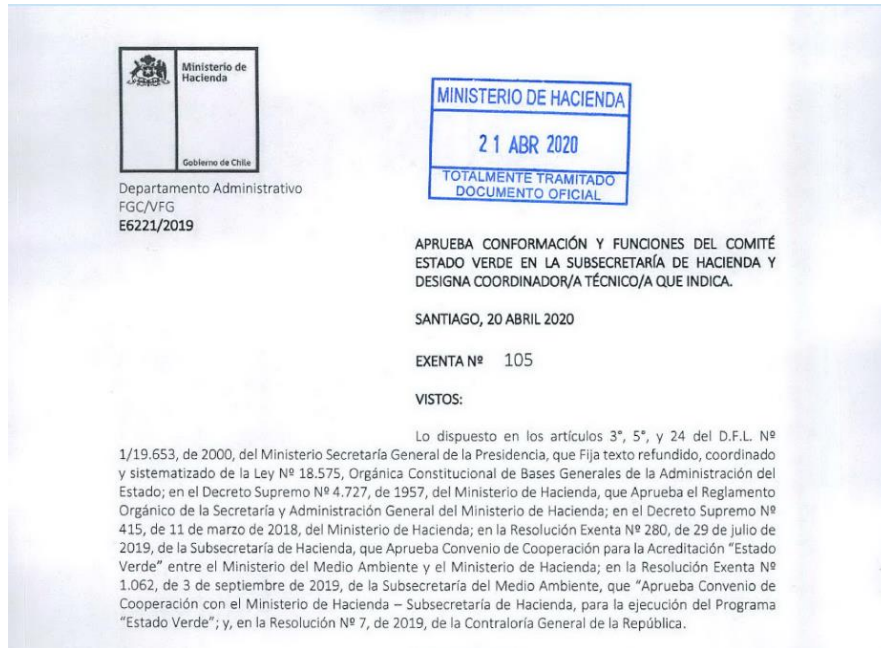 Ministerio de
Hacienda
Gobierno de Chile
MINISTERIO DE HACIENDA
21 ABR 2020
TOTALMENTE TRAMITADO
DOCUMENTO OFICIAL
Departamento Administrativo
FGC/VFG
E6221/2019
APRUEBA CONFORMACIÓN Y FUNCIONES DEL COMITÉ
ESTADO VERDE EN LA SUBSECRETARÍA DE HACIENDA Y
DESIGNA COORDINADOR/A TÉCNICO/A QUE INDICA.
SANTIAGO, 20 ABRIL 2020
EXENTA Nº 105
VISTOS:
Lo dispuesto en los artículos 3°, 5°, y 24 del D.F.L. Nº
1/19.653, de 2000, del Ministerio Secretaría General de la Presidencia, que Fija texto refundido, coordinado
y sistematizado de la Ley Nº 18.575, Orgánica Constitucional de Bases Generales de la Administración del
Estado; en el Decreto Supremo Nº 4.727, de 1957, del Ministerio de Hacienda, que Aprueba el Reglamento
Orgánico de la Secretaría y Administración General del Ministerio de Hacienda; en el Decreto Supremo Nº
415, de 11 de marzo de 2018, del Ministerio de Hacienda; en la Resolución Exenta Nº 280, de 29 de julio de
2019, de la Subsecretaría de Hacienda, que Aprueba Convenio de Cooperación para la Acreditación "Estado
Verde" entre el Ministerio del Medio Ambiente y el Ministerio de Hacienda; en la Resolución Exenta Nº
1.062, de 3 de septiembre de 2019, de la Subsecretaría del Medio Ambiente, que "Aprueba Convenio de
Cooperación con el Ministerio de Hacienda – Subsecretaría de Hacienda, para la ejecución del Programa
"Estado Verde"; y, en la Resolución Nº 7, de 2019, de la Contraloría General de la República.